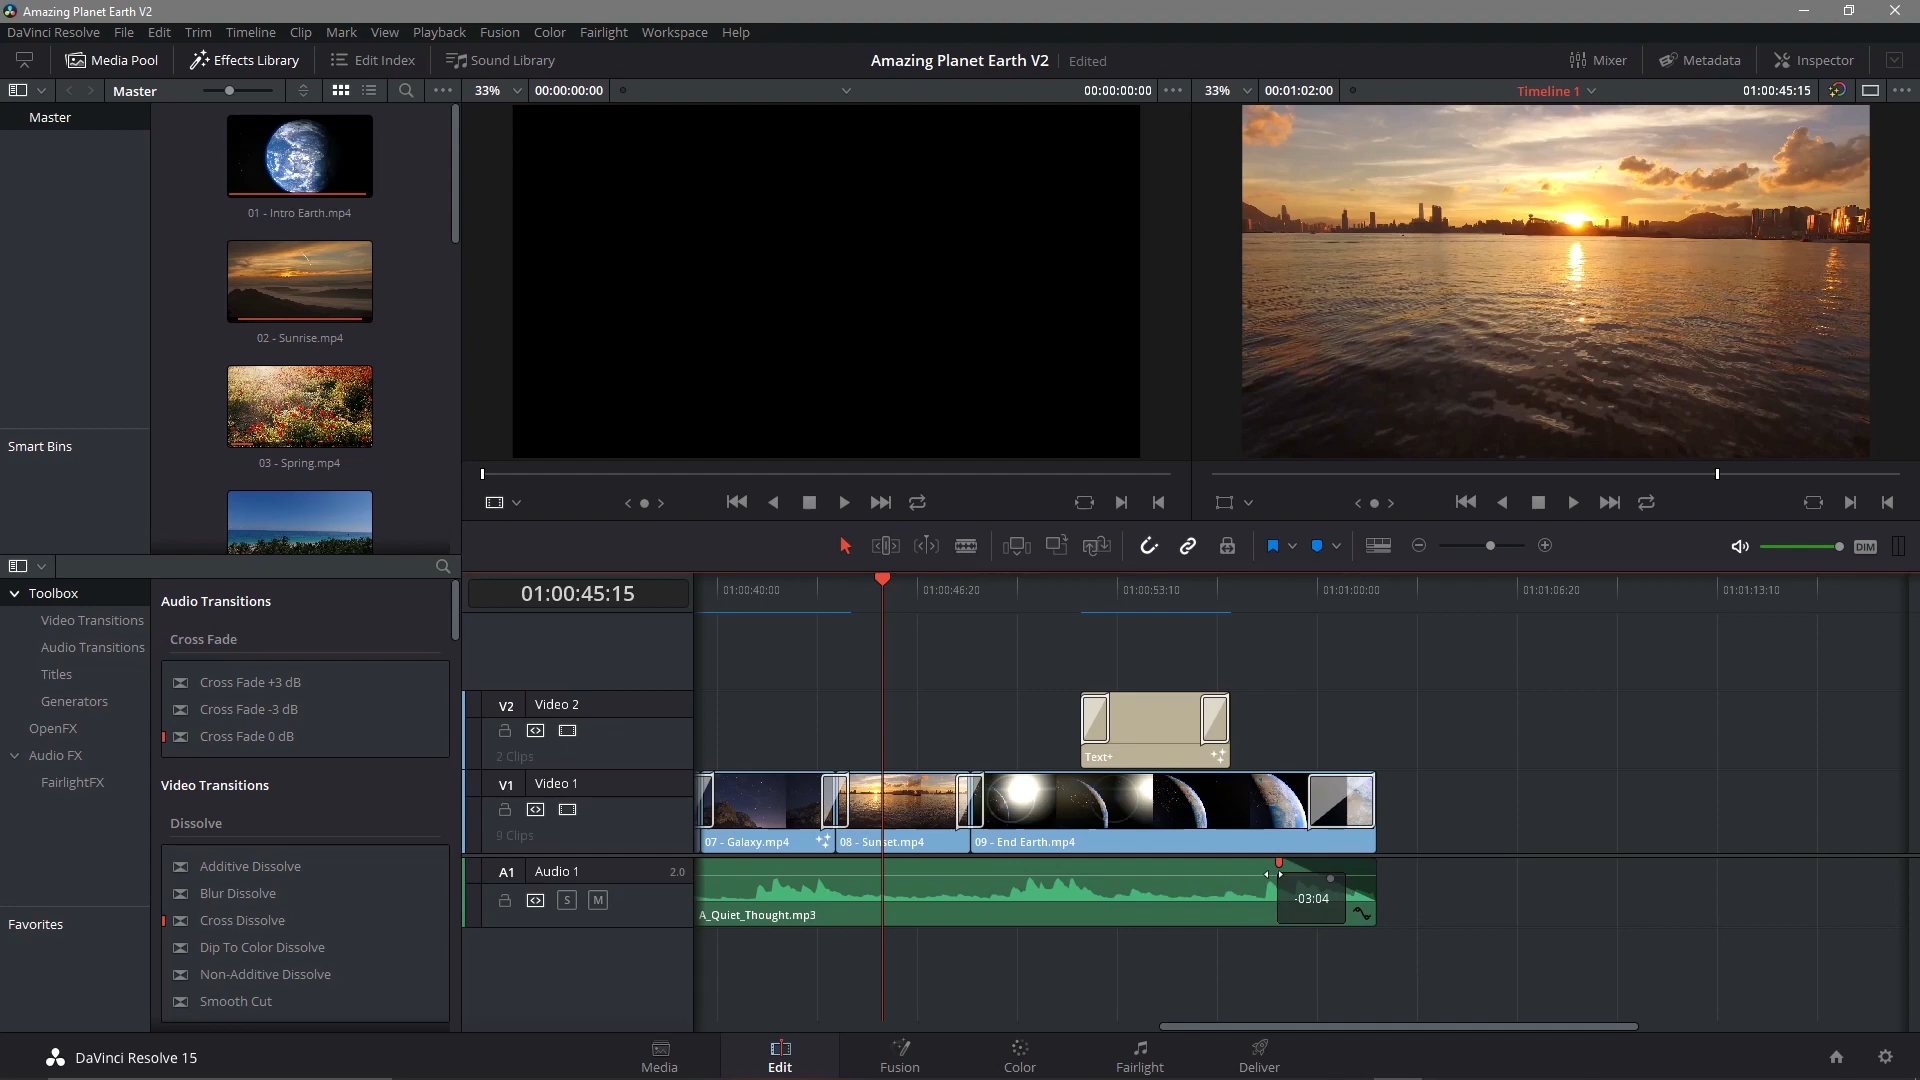 Amazing Planet Earth V2
DaVinci Resolve File Edit Trim Timeline Clip Mark View Playback Fusion Color Fairlight Workspace Help
Media Pool Effects Library Edit Index Sound Library Amazing Planet Earth V2 Edited Mixer Metadata Inspector
Master 33% 00:00:00:00 00:00:00:00 33% 00:01:02:00 Timeline 1 01:00:45:15
Master
01 - Intro Earth.mp4
02 - Sunrise.mp4
Smart Bins
03 - Spring.mp4
DIM
Toolbox
Video Transitions
Audio Transitions
Titles
Generators
OpenFX
Audio FX
FairlightFX
Favorites
Audio Transitions
Cross Fade
Cross Fade +3 dB
Cross Fade -3 dB
Cross Fade 0 dB
Video Transitions
Dissolve
Additive Dissolve
Blur Dissolve
Cross Dissolve
Dip To Color Dissolve
Non-Additive Dissolve
Smooth Cut
01:00:45:15
01:00:40:00 01:00:46:20 01:00:53:10 01:01:00:00 01:01:06:20 01:01:13:10
V2 Video 2
2 Clips
Text+
V1 Video 1
9 Clips
07 - Galaxy.mp4 08 - Sunset.mp4 09 - End Earth.mp4
A1 Audio 1 2.0
S M
-03:04
A_Quiet_Thought.mp3
DaVinci Resolve 15
Media Edit Fusion Color Fairlight Deliver